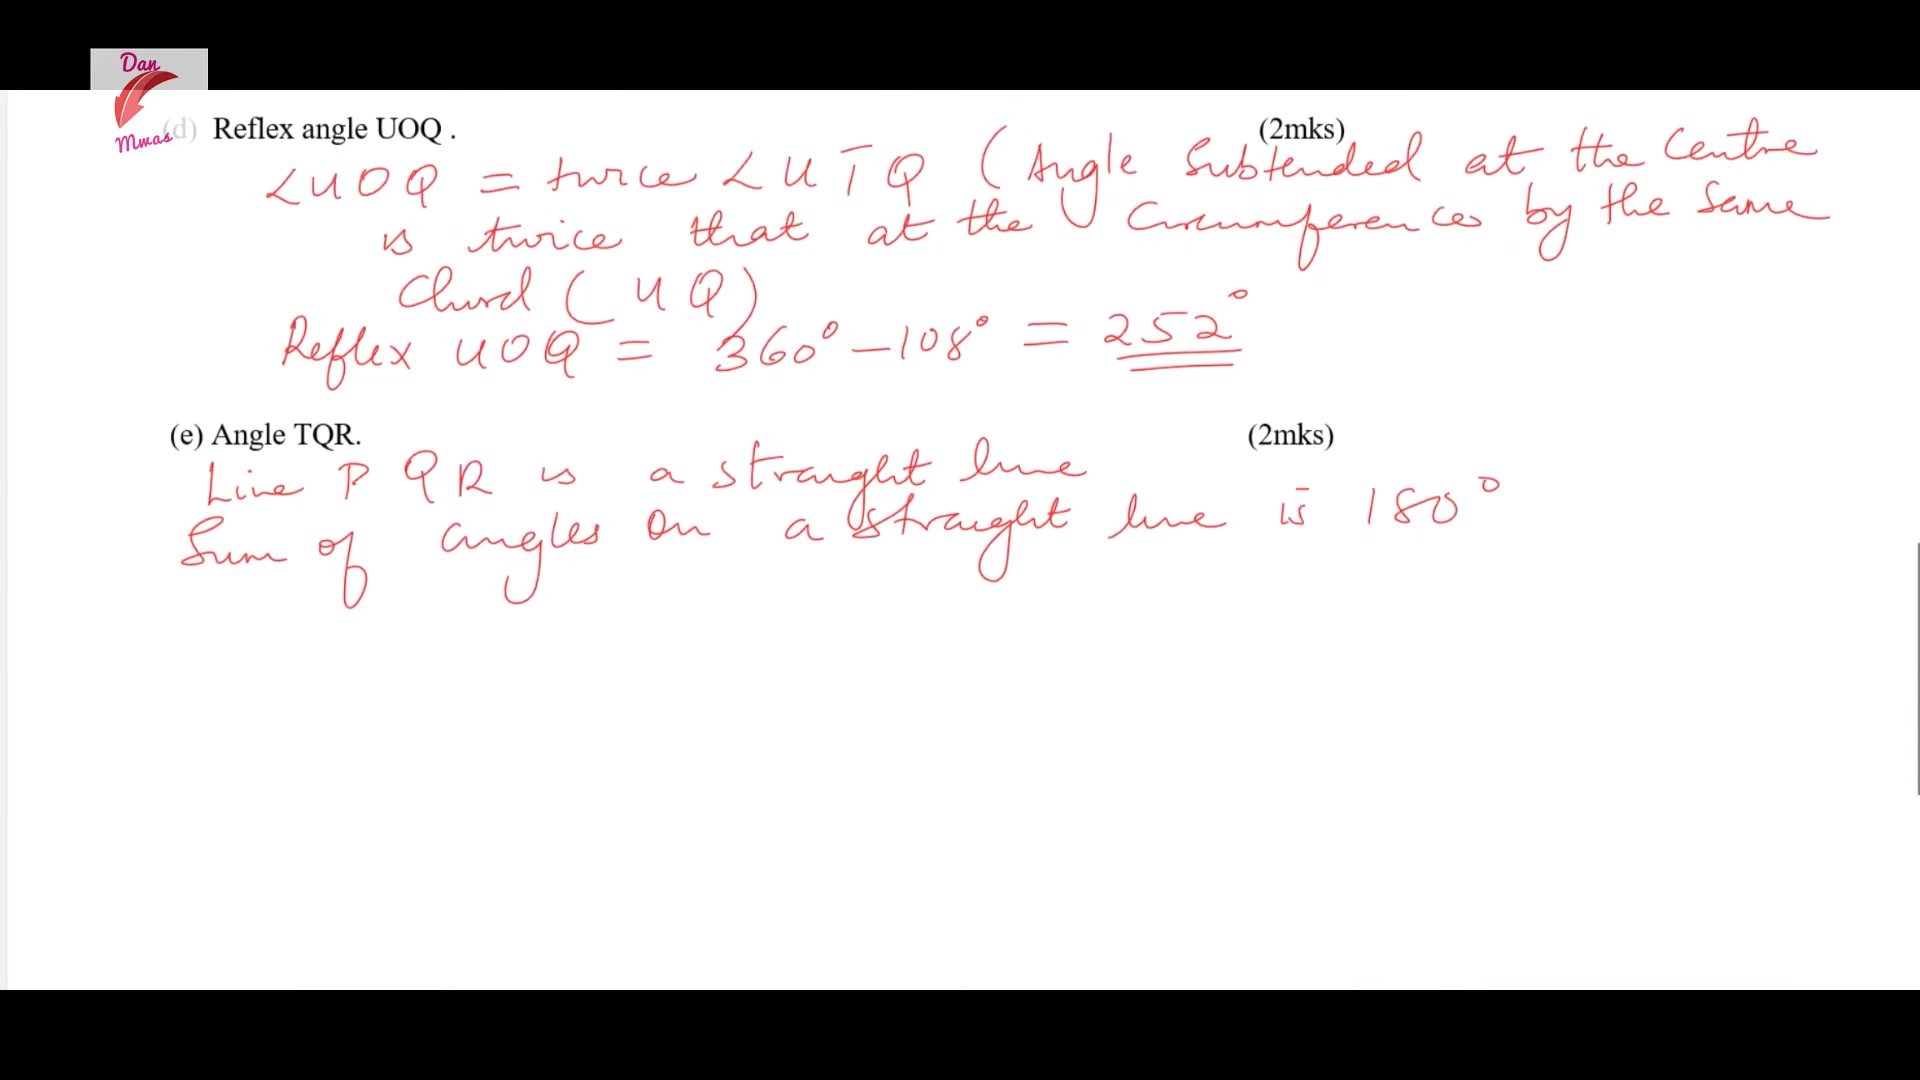 Dan
Mwas
(d) Reflex angle UOQ . (2mks)
∠UOQ = twice ∠UTQ (Angle Subtended at the Centre
is twice that at the Circumference by the Same
Chord (UQ)
Reflex UOQ = 360° - 108° = 252°
(e) Angle TQR. (2mks)
Line PQR is a straight line
Sum of angles on a straight line is 180°